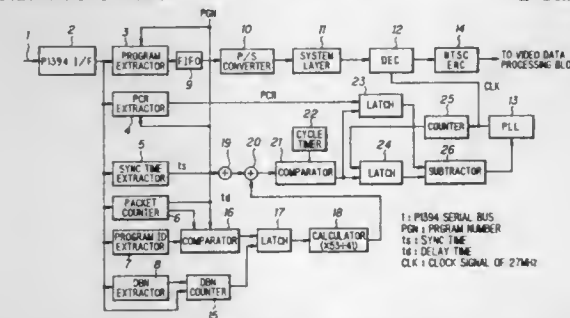 PGN
1
2
3
10
11
12
14
P1394 I/F
PROGRAM
EXTRACTOR
FIFO
9
P/S
CONVERTER
SYSTEM
LAYER
DEC
NTSC
ENC
TO VIDEO DATA
PROCESSING BLO
CLK
PCR
EXTRACTOR
4
PCR
23
LATCH
25
COUNTER
13
PLL
22
CYCLE
TIMER
5
SYNC TIME
EXTRACTOR
ts
19
20
21
COMPARATOR
24
LATCH
26
SUBTRACTOR
PACKET
COUNTER
6
td
16
COMPARATOR
17
LATCH
18
CALCULATOR
(X53+41)
PROGRAM ID
EXTRACTOR
7
8
DBN
EXTRACTOR
DBN
COUNTER
15
1 : P1394 SERIAL BUS
PGN : PRGRAM NUMBER
ts : SYNC TIME
td : DELAY TIME
CLK : CLOCK SIGNAL OF 27MHz